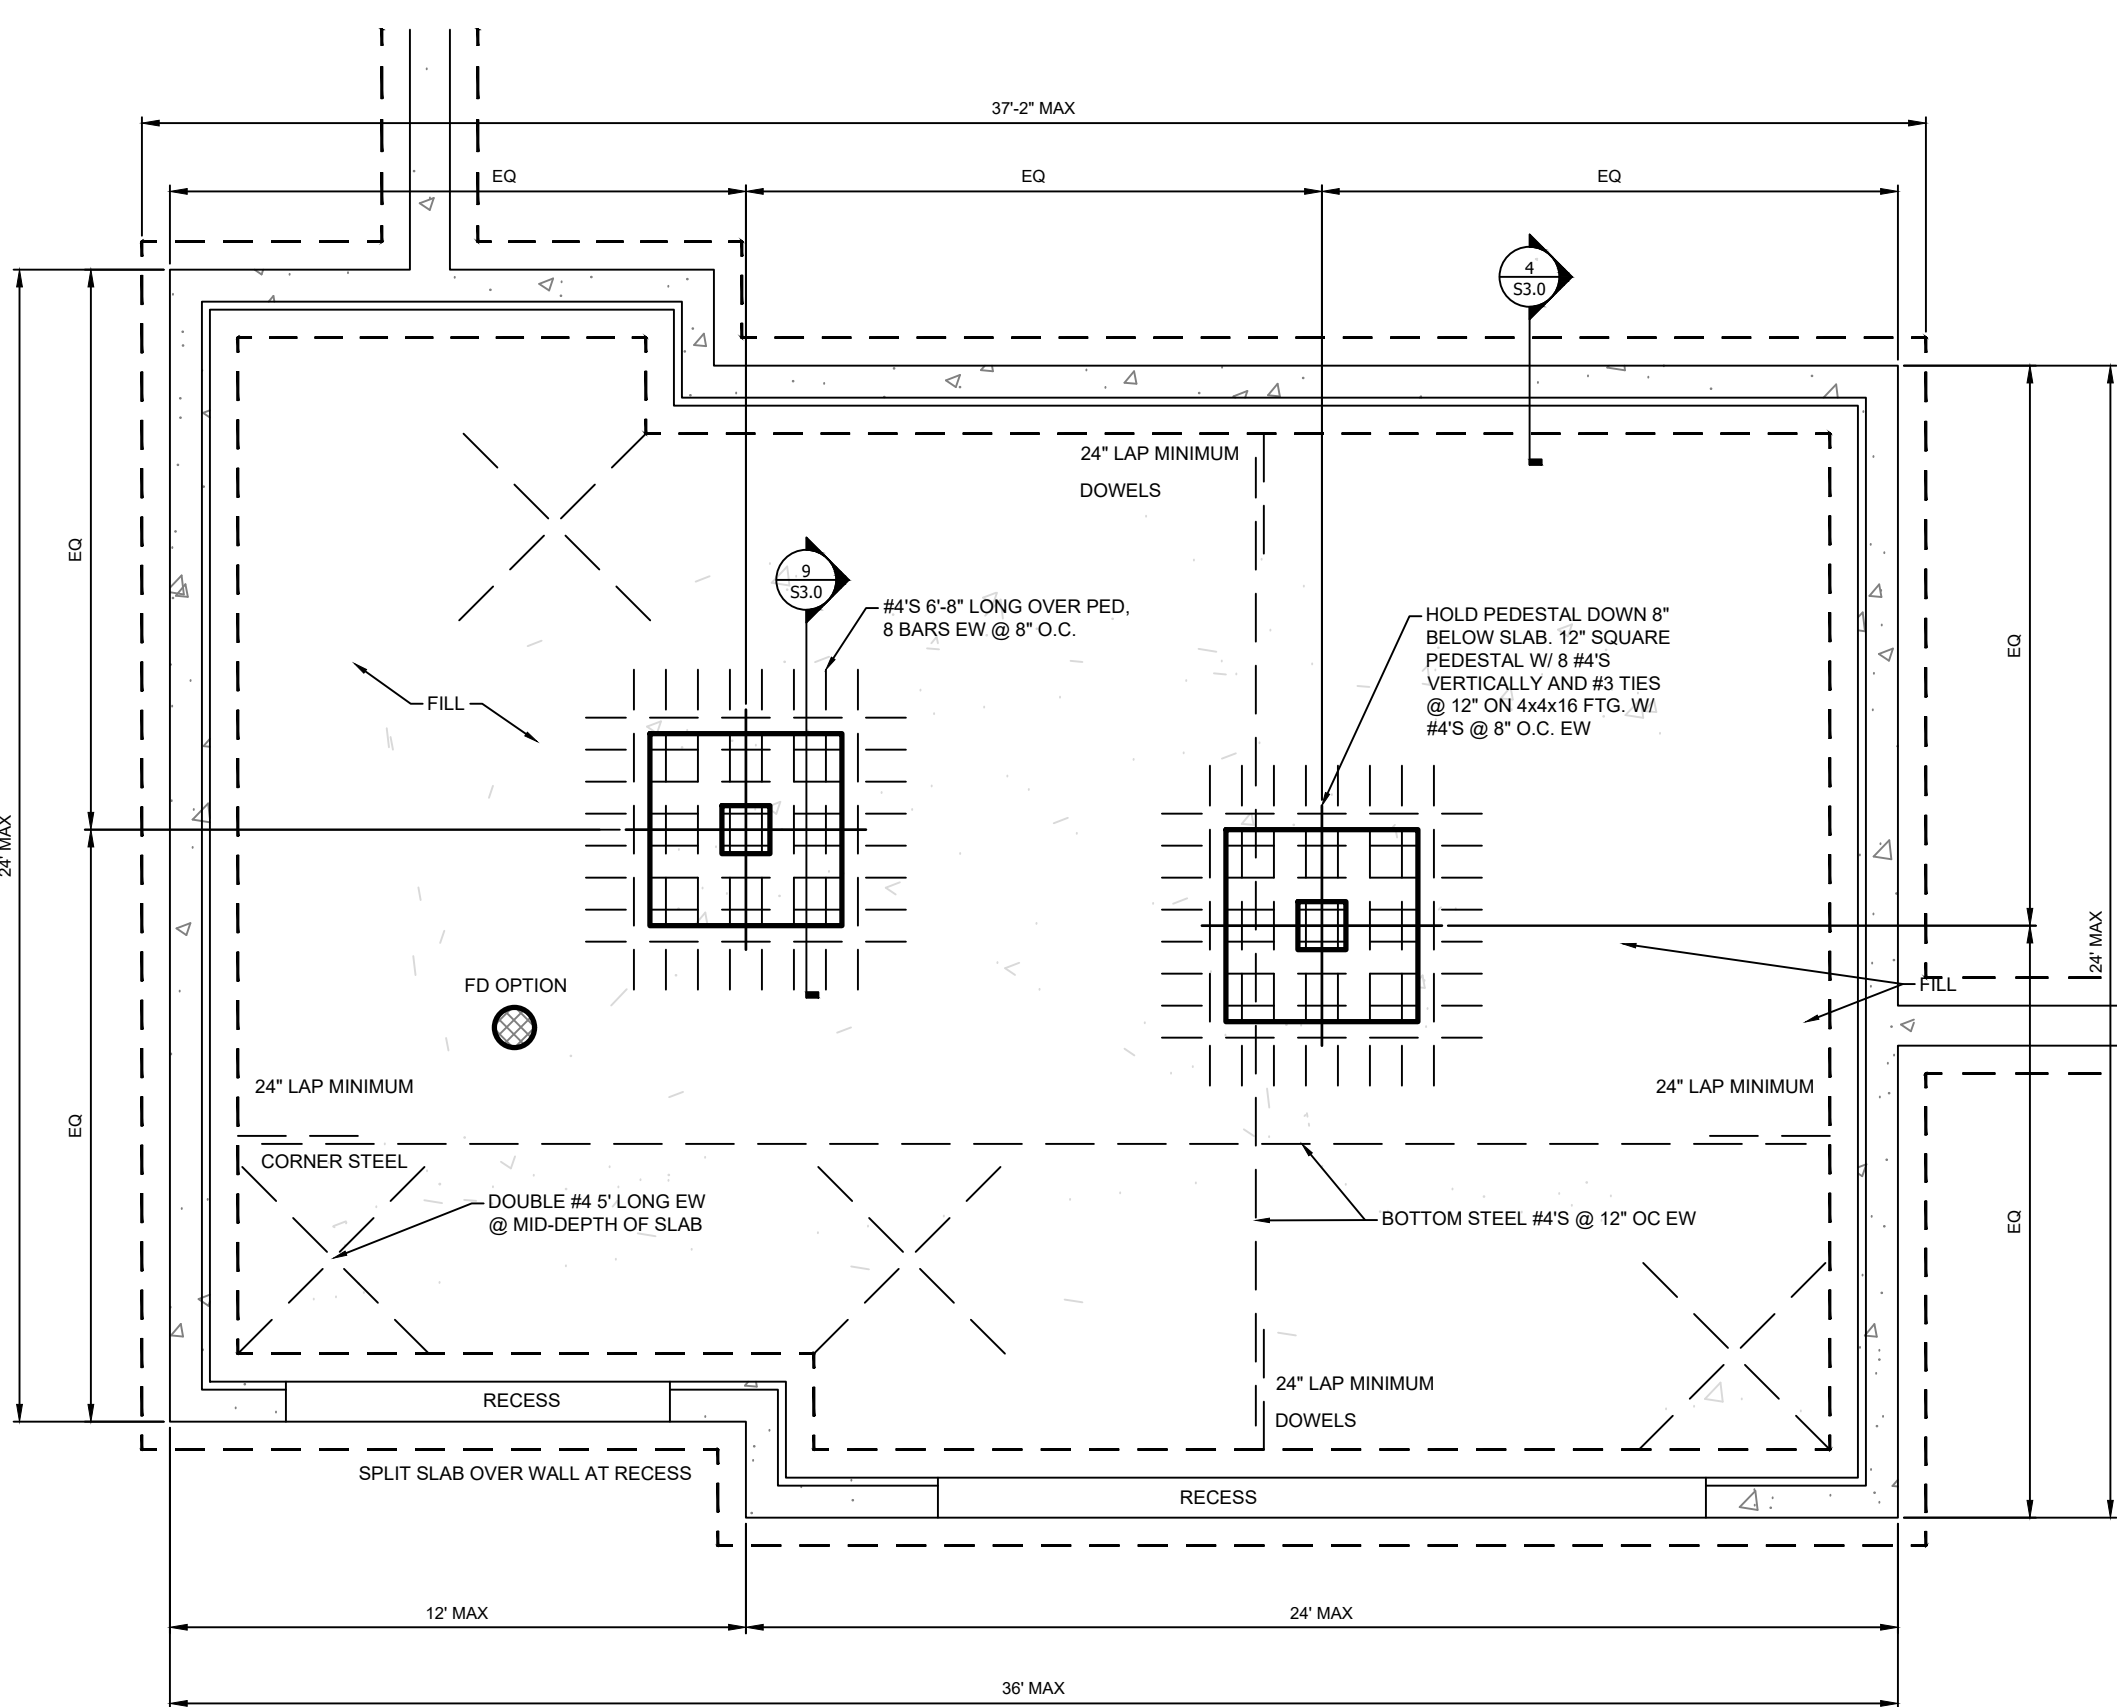 37'-2" MAX
EQ
EQ
EQ
4
S3.0
24" LAP MINIMUM
DOWELS
EQ
9
S3.0
#4'S 6'-8" LONG OVER PED,
8 BARS EW @ 8" O.C.
HOLD PEDESTAL DOWN 8"
BELOW SLAB. 12" SQUARE
PEDESTAL W/ 8 #4'S
VERTICALLY AND #3 TIES
@ 12" ON 4x4x16 FTG. W/
#4'S @ 8" O.C. EW
EQ
FILL
24' MAX
24' MAX
FD OPTION
FILL
24" LAP MINIMUM
24" LAP MINIMUM
EQ
CORNER STEEL
DOUBLE #4 5' LONG EW
@ MID-DEPTH OF SLAB
BOTTOM STEEL #4'S @ 12" OC EW
EQ
24" LAP MINIMUM
DOWELS
RECESS
SPLIT SLAB OVER WALL AT RECESS
RECESS
12' MAX
24' MAX
36' MAX